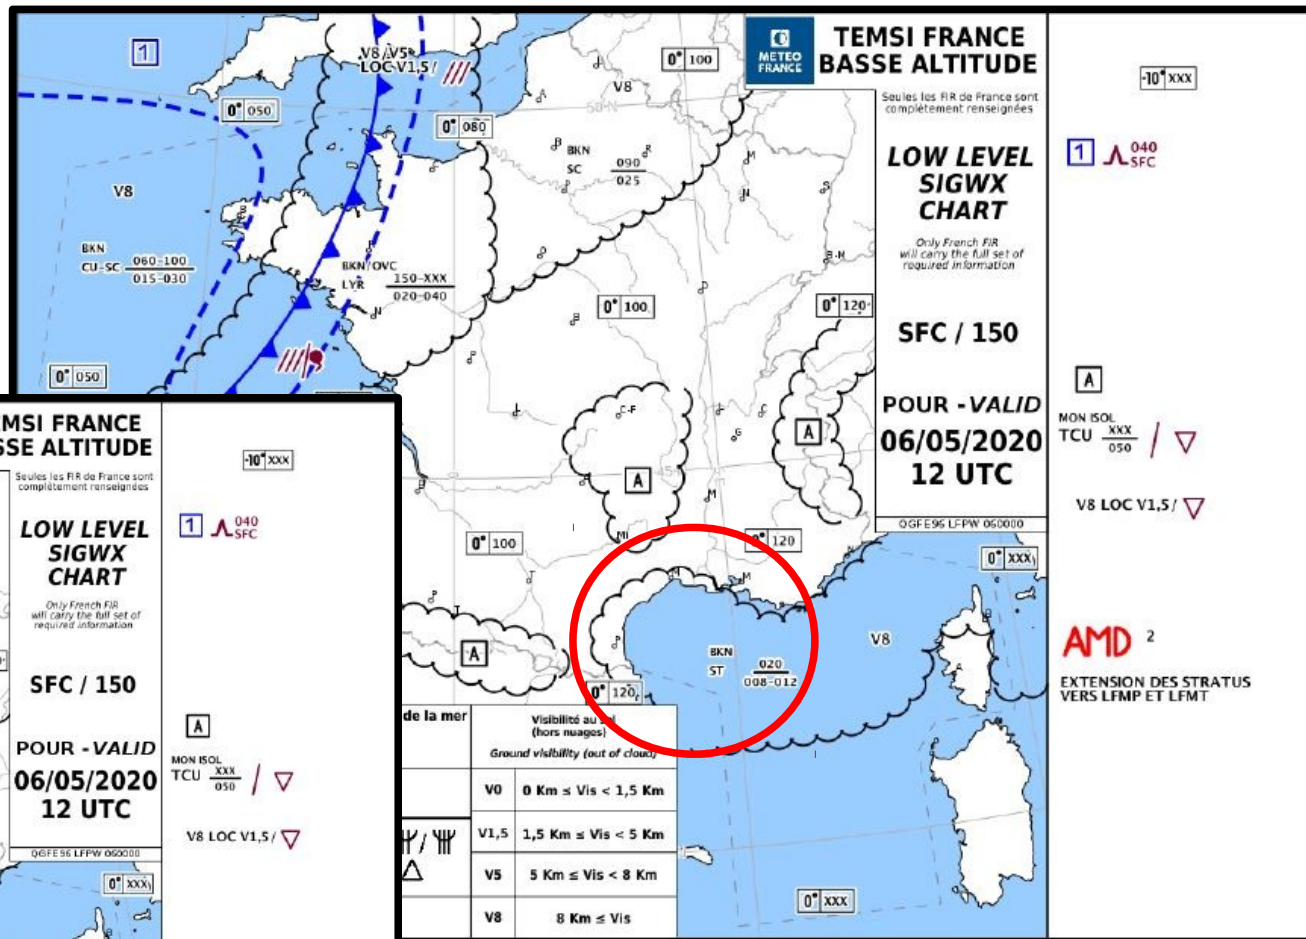 1
V8 /V5
LOC V1,5 /
0° 100
V8
0° 050
0° 080
BKN
SC
090
025
V8
BKN
CU-SC
060-100
015-030
BKN/OVC
LYR
150-XXX
020-040
0° 100
0° 120
0° 050
A
A
0° 100
0° 120
0° XXX
A
BKN
ST
020
008-012
V8
0° 120
0° XXX
METEO
FRANCE
TEMSI FRANCE
BASSE ALTITUDE
Seules les FIR de France sont
complètement renseignées
LOW LEVEL
SIGWX
CHART
Only French FIR
will carry the full set of
required information
SFC / 150
POUR - VALID
06/05/2020
12 UTC
QGFE96 LFPW 060000
-10° XXX
1
040
SFC
A
MON ISOL
TCU
XXX
050
V8 LOC V1,5 /
AMD 2
EXTENSION DES STRATUS
VERS LFMP ET LFMT
EMSI FRANCE
SSE ALTITUDE
Seules les FIR de France sont
complètement renseignées
LOW LEVEL
SIGWX
CHART
Only French FIR
will carry the full set of
required information
SFC / 150
POUR - VALID
06/05/2020
12 UTC
QGFE96 LFPW 060000
0° XXX
-10° XXX
1
040
SFC
A
MON ISOL
TCU
XXX
050
V8 LOC V1,5 /
de la mer
Visibilité au sol
(hors nuages)
Ground visibility (out of cloud)
V0 0 Km ≤ Vis < 1,5 Km
V1,5 1,5 Km ≤ Vis < 5 Km
V5 5 Km ≤ Vis < 8 Km
V8 8 Km ≤ Vis